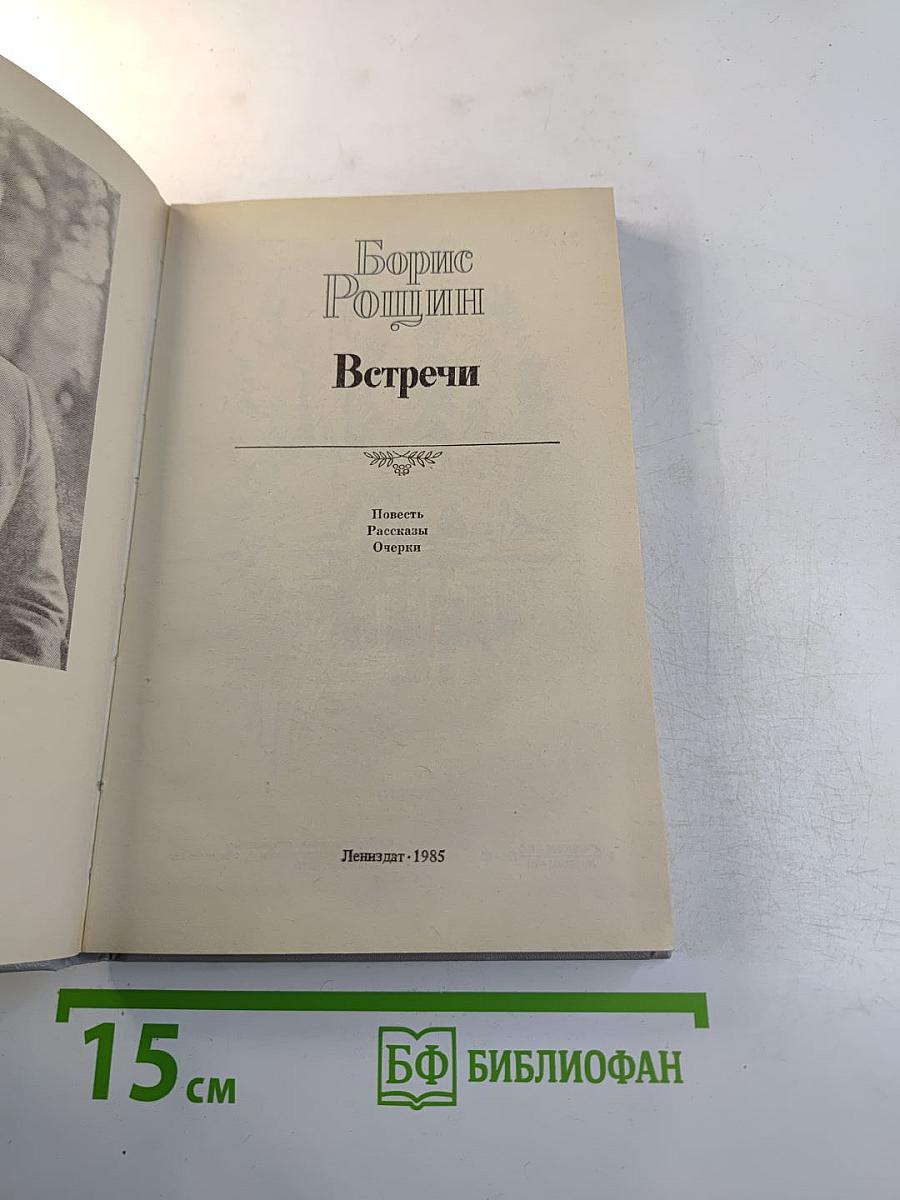 Борис
Рощин
Встречи
Повесть
Рассказы
Очерки
Лениздат · 1985
15 см
БФ БИБЛИОФАН